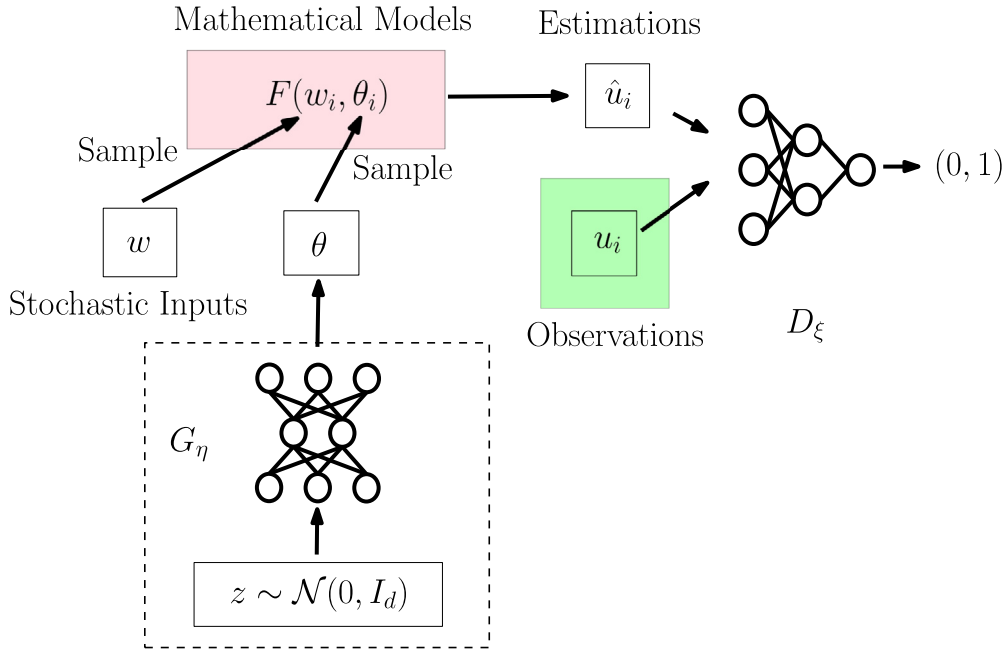 Mathematical Models
Estimations
F(w_i, θ_i)
û_i
Sample
Sample
(0, 1)
w
θ
u_i
Stochastic Inputs
Observations
D_ξ
G_η
z ∼ 𝒩(0, I_d)